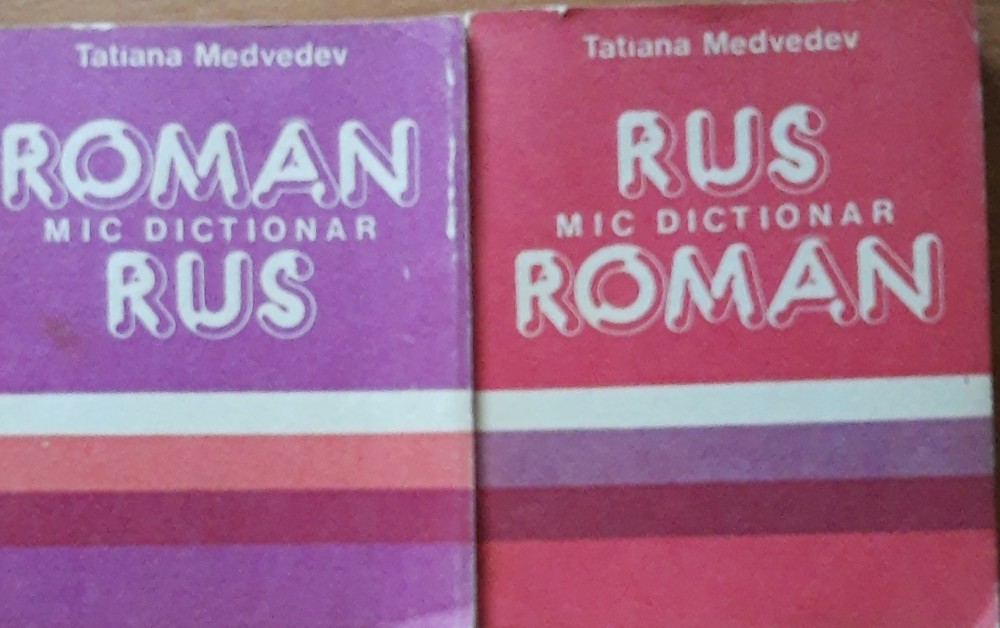 Tatiana Medvedev
ROMAN
MIC DICTIONAR
RUS
Tatiana Medvedev
RUS
MIC DICTIONAR
ROMAN